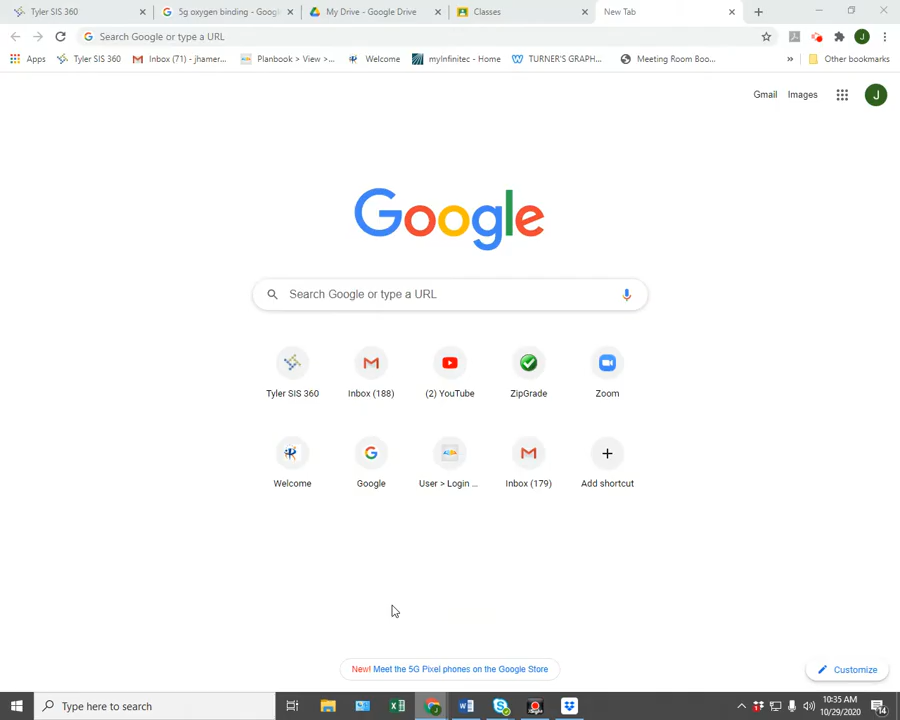 Tyler SIS 360
5g oxygen binding - Googl
My Drive - Google Drive
Classes
New Tab
Search Google or type a URL
Apps
Tyler SIS 360
Inbox (71) - jhamer...
Planbook > View >...
Welcome
myInfinitec - Home
TURNER'S GRAPH...
Meeting Room Boo...
»
Other bookmarks
J
Gmail
Images
J
Google
Search Google or type a URL
Tyler SIS 360
Inbox (188)
(2) YouTube
ZipGrade
Zoom
Welcome
Google
User > Login ...
Inbox (179)
Add shortcut
New! Meet the 5G Pixel phones on the Google Store
Customize
Type here to search
10:35 AM
10/29/2020
14